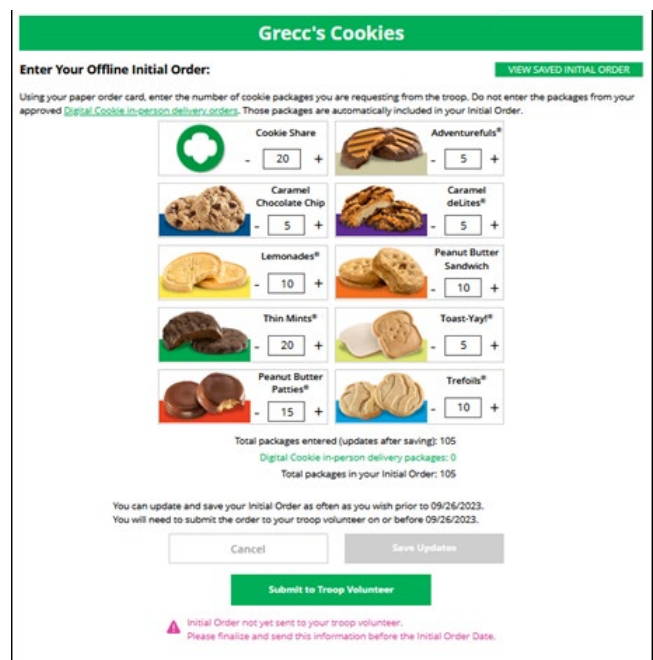 Grecc's Cookies
Enter Your Offline Initial Order:
VIEW SAVED INITIAL ORDER
Using your paper order card, enter the number of cookie packages you are requesting from the troop. Do not enter the packages from your
approved Digital Cookie in-person delivery orders. Those packages are automatically included in your Initial Order.
Cookie Share
- 20 +
Adventurefuls®
- 5 +
Caramel
Chocolate Chip
- 5 +
Caramel
deLites®
- 5 +
Lemonades®
- 10 +
Peanut Butter
Sandwich
- 10 +
Thin Mints®
- 20 +
Toast-Yay!®
- 5 +
Peanut Butter
Patties®
- 15 +
Trefoils®
- 10 +
Total packages entered (updates after saving): 105
Digital Cookie in-person delivery packages: 0
Total packages in your Initial Order: 105
You can update and save your Initial Order as often as you wish prior to 09/26/2023.
You will need to submit the order to your troop volunteer on or before 09/26/2023.
Cancel
Save Updates
Submit to Troop Volunteer
Initial Order not yet sent to your troop volunteer.
Please finalize and send this information before the Initial Order Date.